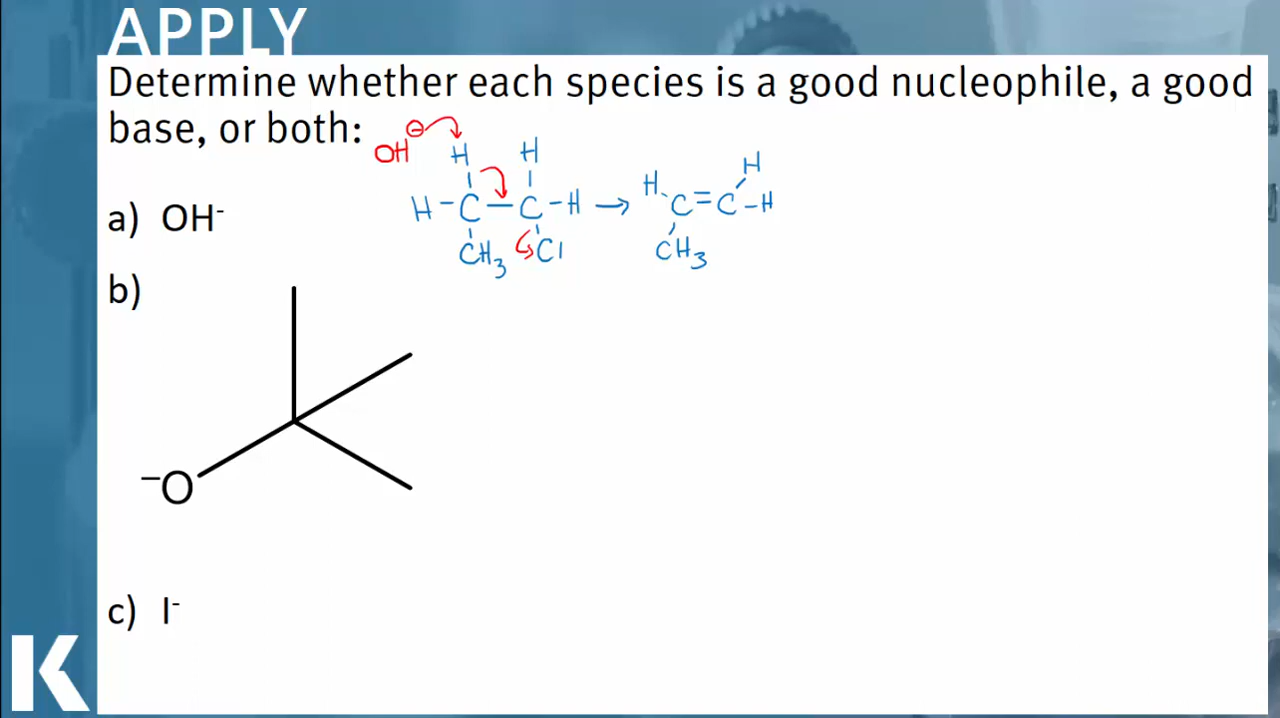 APPLY
Determine whether each species is a good nucleophile, a good
base, or both:
OH⊖ H H
H-C-C-H → H C=C H -H
CH3 Cl CH3
a) OH-
b)
-O
c) I-
K